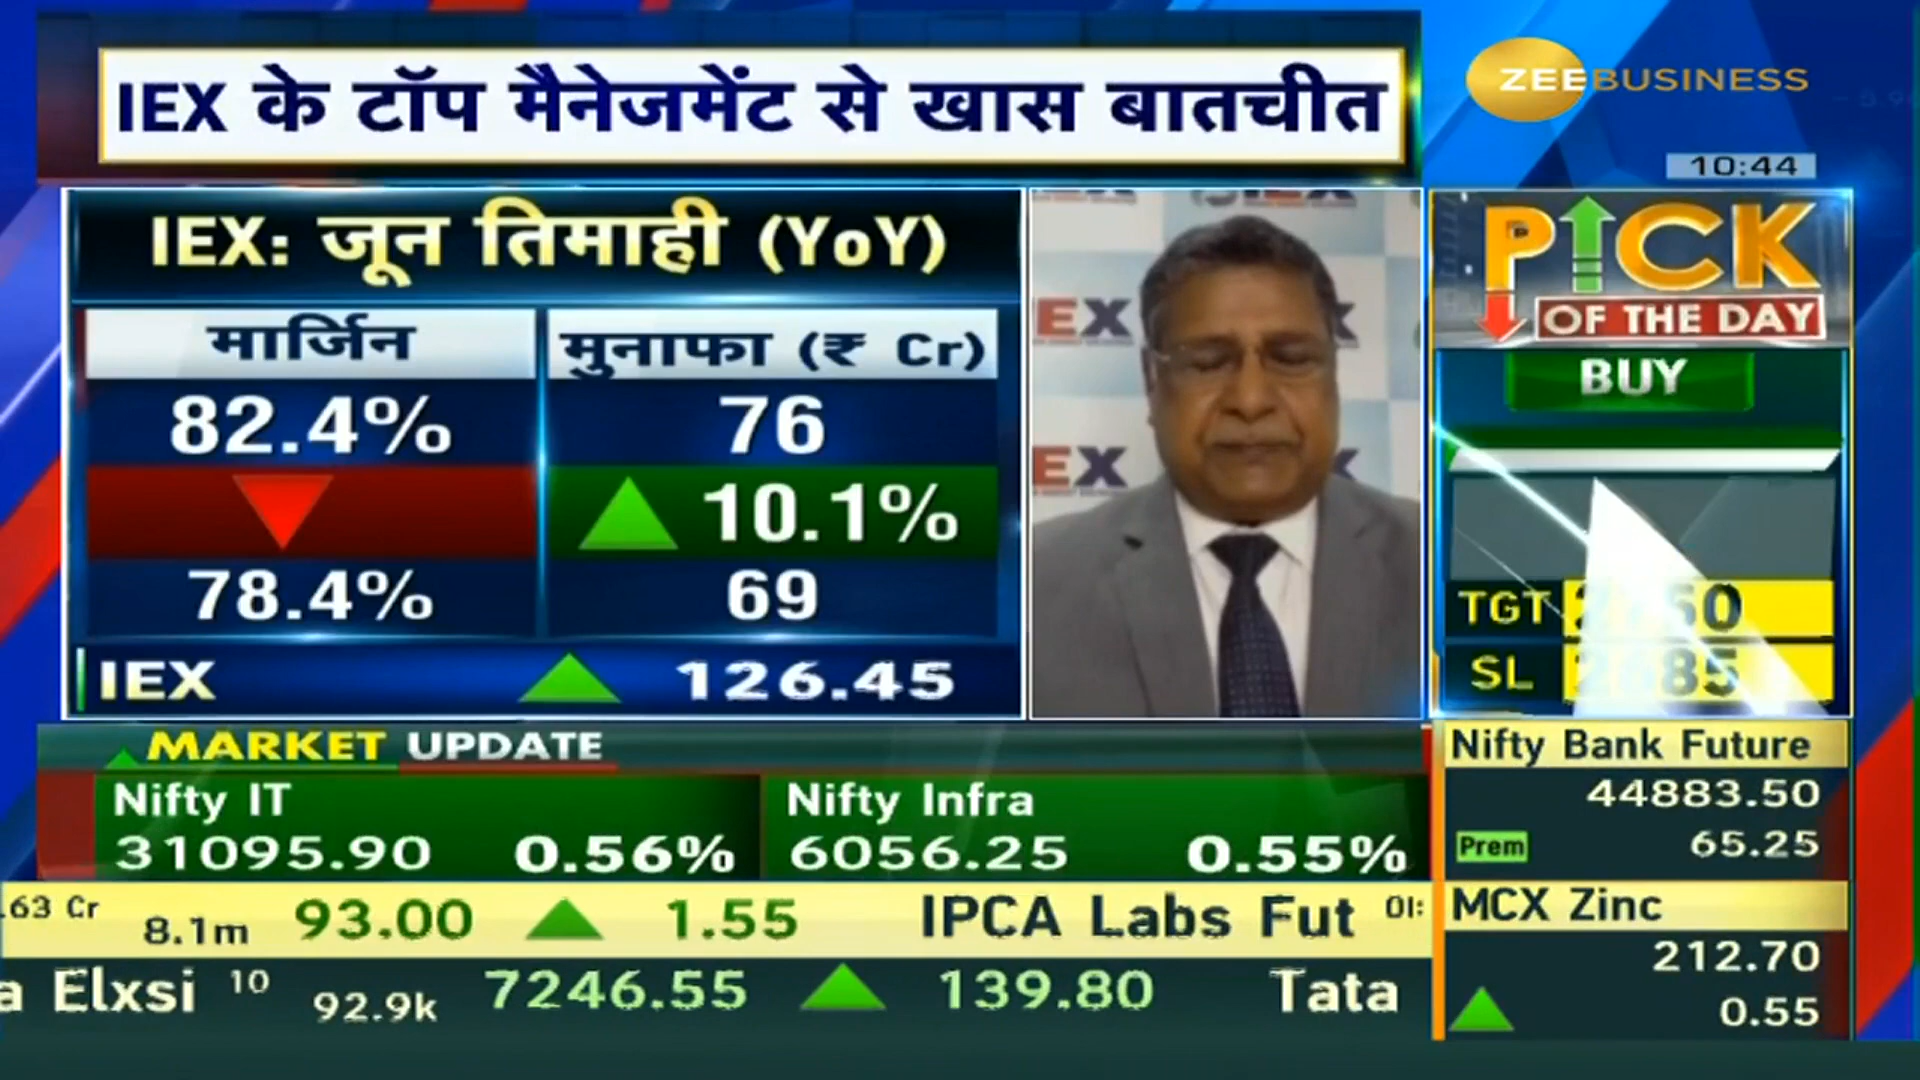 IEX के टॉप मैनेजमेंट से खास बातचीत
ZEEBUSINESS
10:44
IEX: जून तिमाही (YoY)
मार्जिन
मुनाफा (₹ Cr)
82.4%
76
10.1%
78.4%
69
IEX
126.45
EX
EX
PICK
OF THE DAY
BUY
TGT
SL
MARKET UPDATE
Nifty IT
31095.90 0.56%
Nifty Infra
6056.25 0.55%
Nifty Bank Future
44883.50
Prem 65.25
MCX Zinc
212.70
0.55
.63 Cr 8.1m 93.00 1.55 IPCA Labs Fut
a Elxsi 10 92.9k 7246.55 139.80 Tata